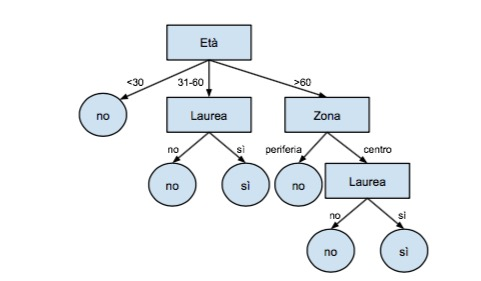 Età
<30
31-60
>60
no
Laurea
Zona
no
sì
periferia
centro
no
sì
no
Laurea
no
si
no
sì